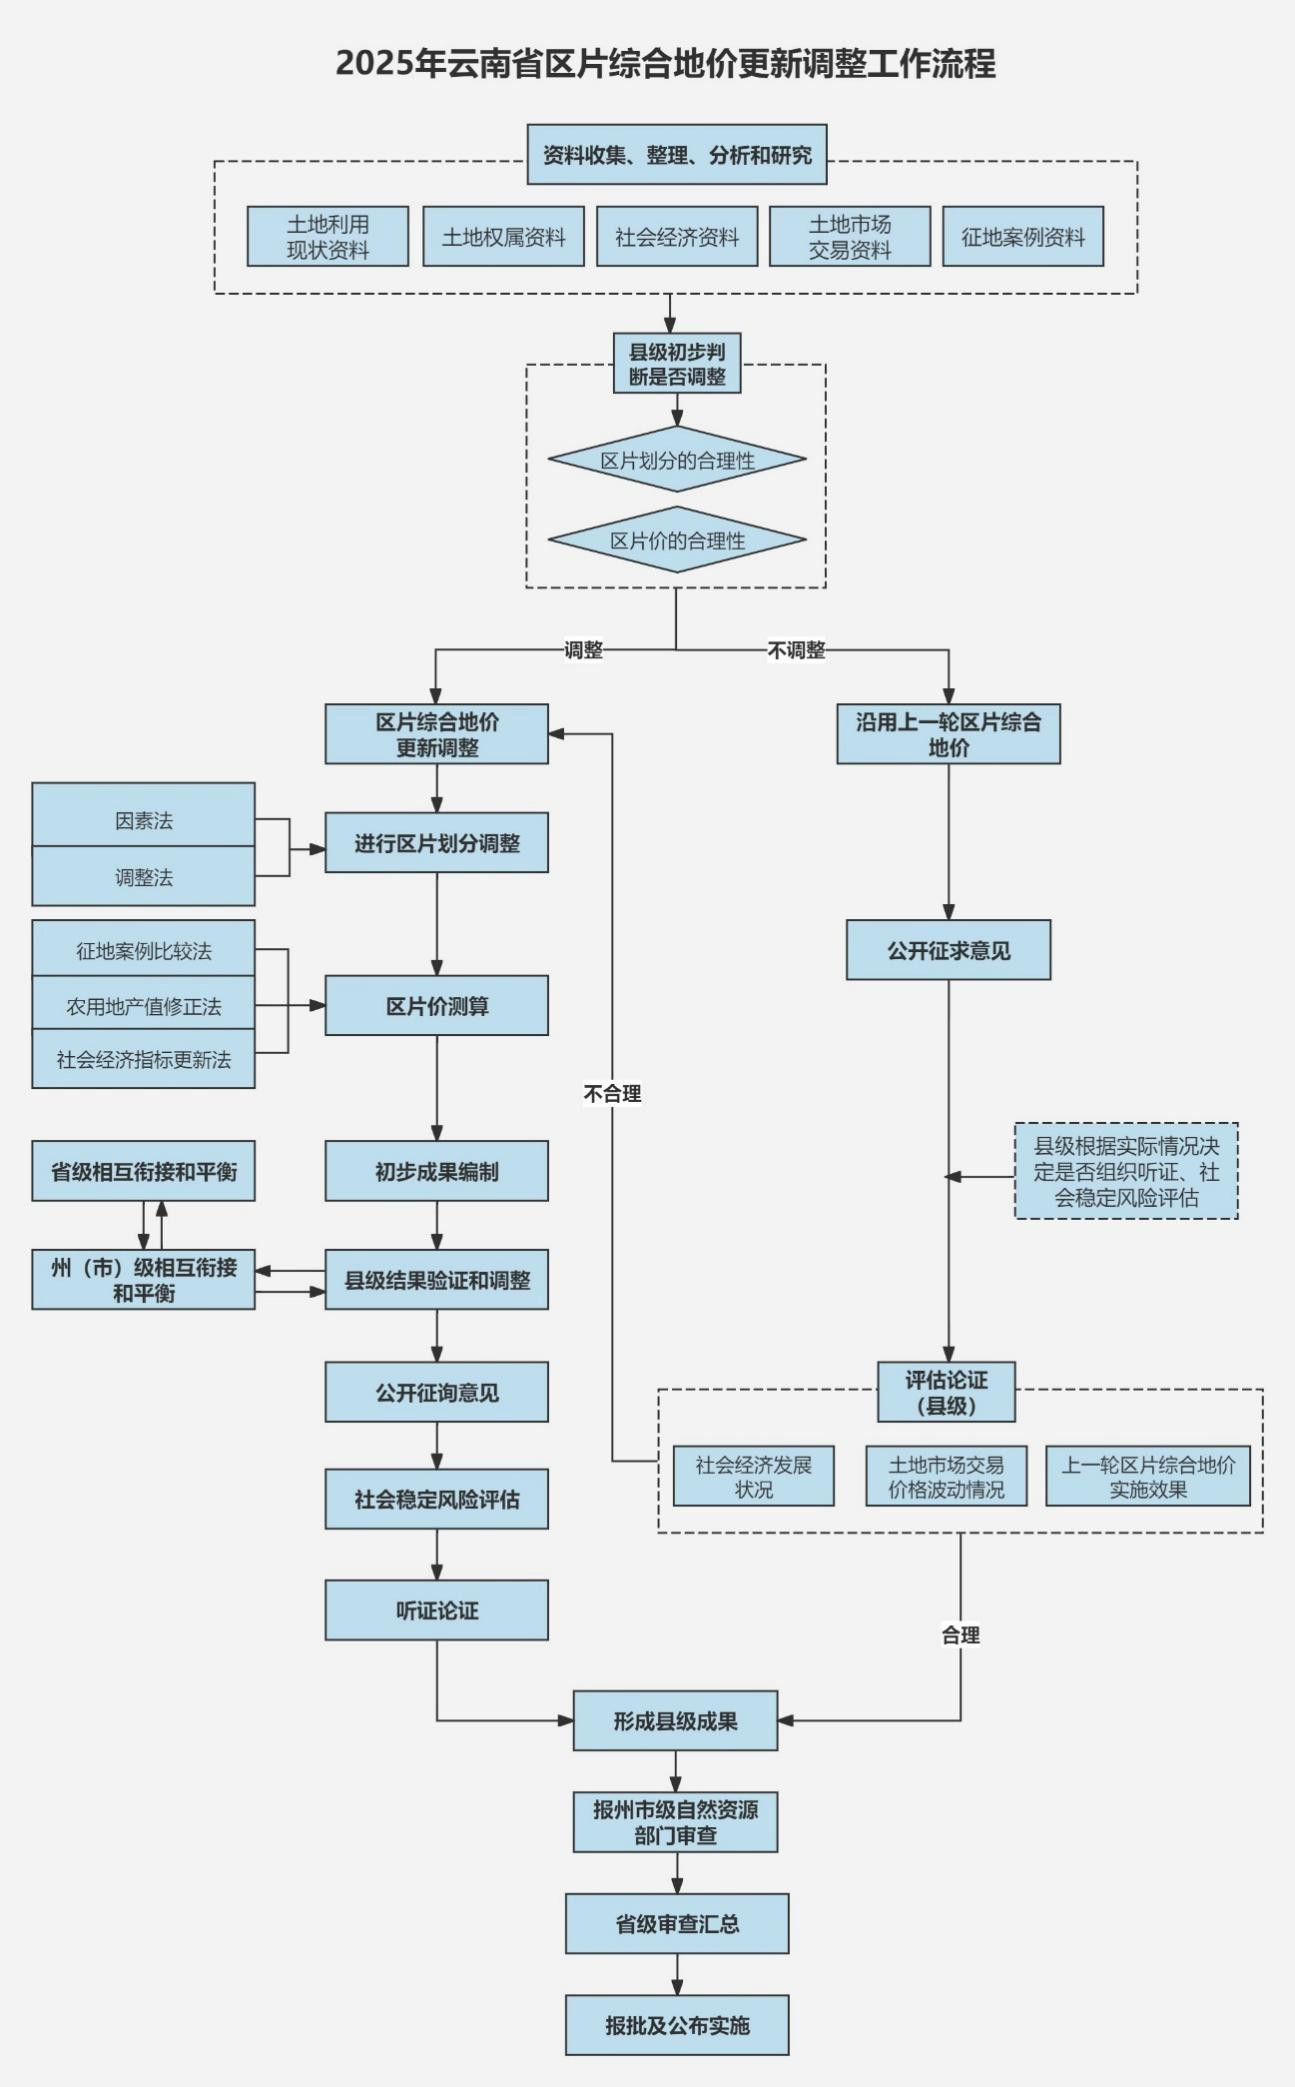 2025年云南省区片综合地价更新调整工作流程
资料收集、整理、分析和研究
土地利用
现状资料
土地权属资料
社会经济资料
土地市场
交易资料
征地案例资料
县级初步判
断是否调整
区片划分的合理性
区片价的合理性
调整
不调整
区片综合地价
更新调整
沿用上一轮区片综合
地价
因素法
调整法
进行区片划分调整
征地案例比较法
农用地产值修正法
社会经济指标更新法
区片价测算
公开征求意见
不合理
县级根据实际情况决
定是否组织听证、社
会稳定风险评估
省级相互衔接和平衡
初步成果编制
州（市）级相互衔接
和平衡
县级结果验证和调整
公开征询意见
评估论证
（县级）
社会经济发展
状况
土地市场交易
价格波动情况
上一轮区片综合地价
实施效果
社会稳定风险评估
听证论证
合理
形成县级成果
报州市级自然资源
部门审查
省级审查汇总
报批及公布实施